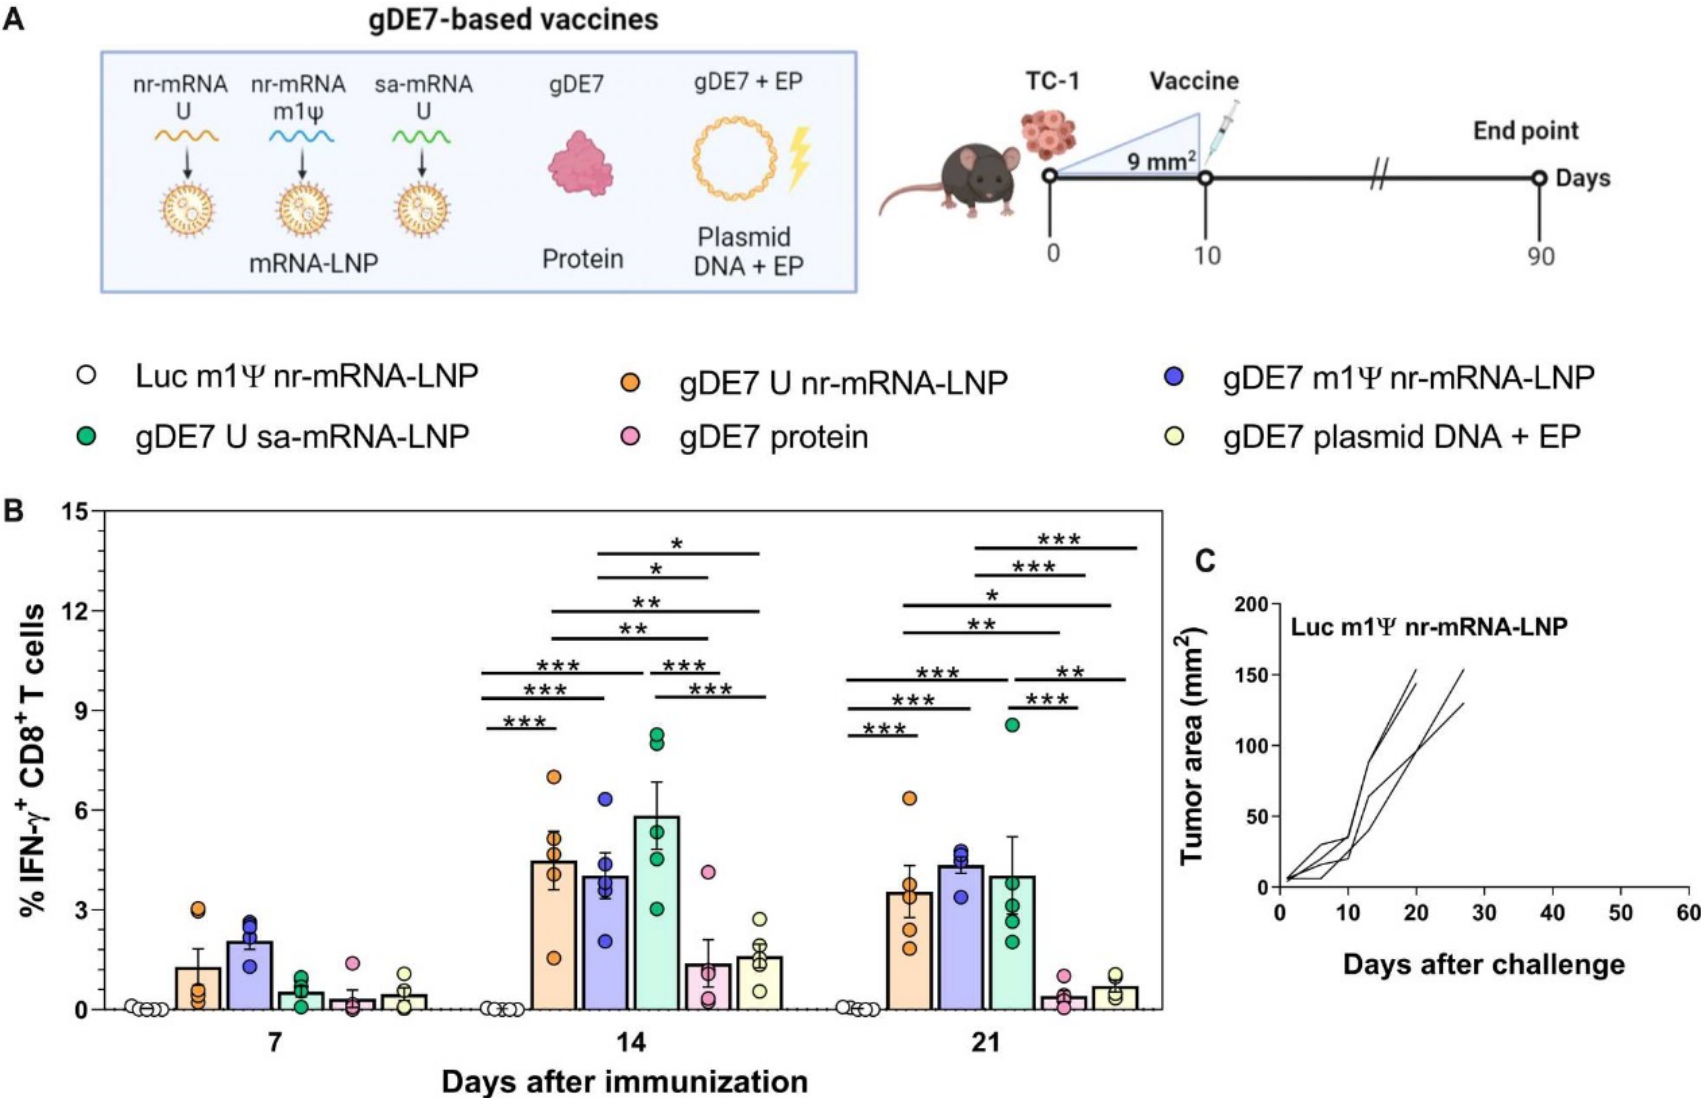 A
gDE7-based vaccines
nr-mRNA nr-mRNA sa-mRNA gDE7 gDE7 + EP
U m1ψ U
mRNA-LNP
Protein
Plasmid
DNA + EP
TC-1 Vaccine
9 mm²
End point
Days
0 10 90
Luc m1Ψ nr-mRNA-LNP
gDE7 U nr-mRNA-LNP
gDE7 m1Ψ nr-mRNA-LNP
gDE7 U sa-mRNA-LNP
gDE7 protein
gDE7 plasmid DNA + EP
B
% IFN-γ⁺ CD8⁺ T cells
15
12
9
6
3
0
*
*
**
**
*** ***
***
***
***
***
***
*
**
*** **
***
***
***
7 14 21
Days after immunization
C
Tumor area (mm²)
Luc m1Ψ nr-mRNA-LNP
200
150
100
50
0
0 10 20 30 40 50 60
Days after challenge